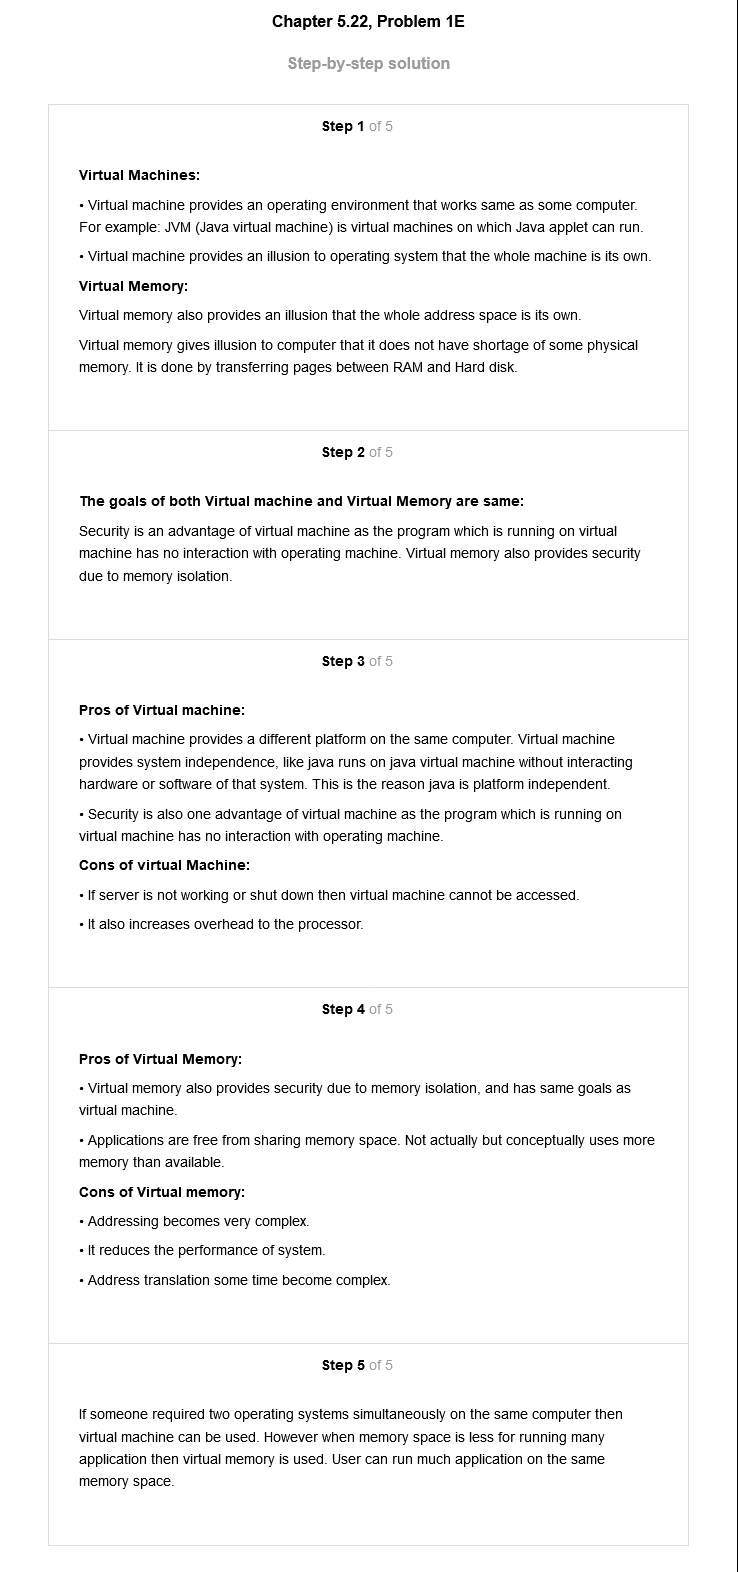 Chapter 5.22, Problem 1E
Step-by-step solution
Step 1 of 5
Virtual Machines:
• Virtual machine provides an operating environment that works same as some computer.
For example: JVM (Java virtual machine) is virtual machines on which Java applet can run.
• Virtual machine provides an illusion to operating system that the whole machine is its own.
Virtual Memory:
Virtual memory also provides an illusion that the whole address space is its own.
Virtual memory gives illusion to computer that it does not have shortage of some physical
memory. It is done by transferring pages between RAM and Hard disk.
Step 2 of 5
The goals of both Virtual machine and Virtual Memory are same:
Security is an advantage of virtual machine as the program which is running on virtual
machine has no interaction with operating machine. Virtual memory also provides security
due to memory isolation.
Step 3 of 5
Pros of Virtual machine:
• Virtual machine provides a different platform on the same computer. Virtual machine
provides system independence, like java runs on java virtual machine without interacting
hardware or software of that system. This is the reason java is platform independent.
• Security is also one advantage of virtual machine as the program which is running on
virtual machine has no interaction with operating machine.
Cons of virtual Machine:
• If server is not working or shut down then virtual machine cannot be accessed.
• It also increases overhead to the processor.
Step 4 of 5
Pros of Virtual Memory:
• Virtual memory also provides security due to memory isolation, and has same goals as
virtual machine.
• Applications are free from sharing memory space. Not actually but conceptually uses more
memory than available.
Cons of Virtual memory:
• Addressing becomes very complex.
• It reduces the performance of system.
• Address translation some time become complex.
Step 5 of 5
If someone required two operating systems simultaneously on the same computer then
virtual machine can be used. However when memory space is less for running many
application then virtual memory is used. User can run much application on the same
memory space.